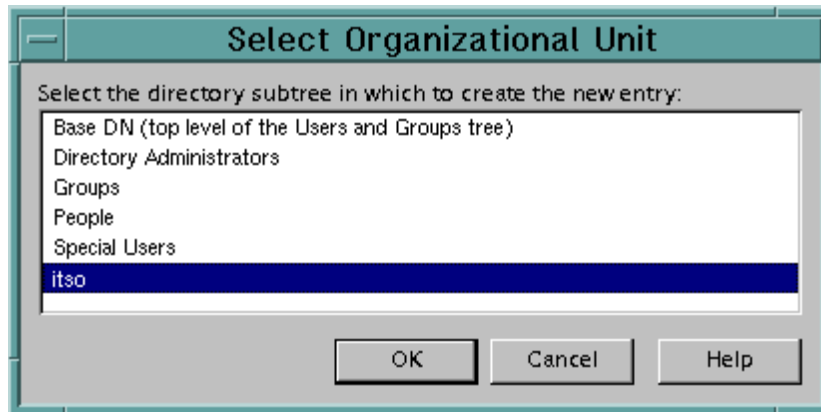 Select Organizational Unit
Select the directory subtree in which to create the new entry:
Base DN (top level of the Users and Groups tree)
Directory Administrators
Groups
People
Special Users
itso
OK Cancel Help